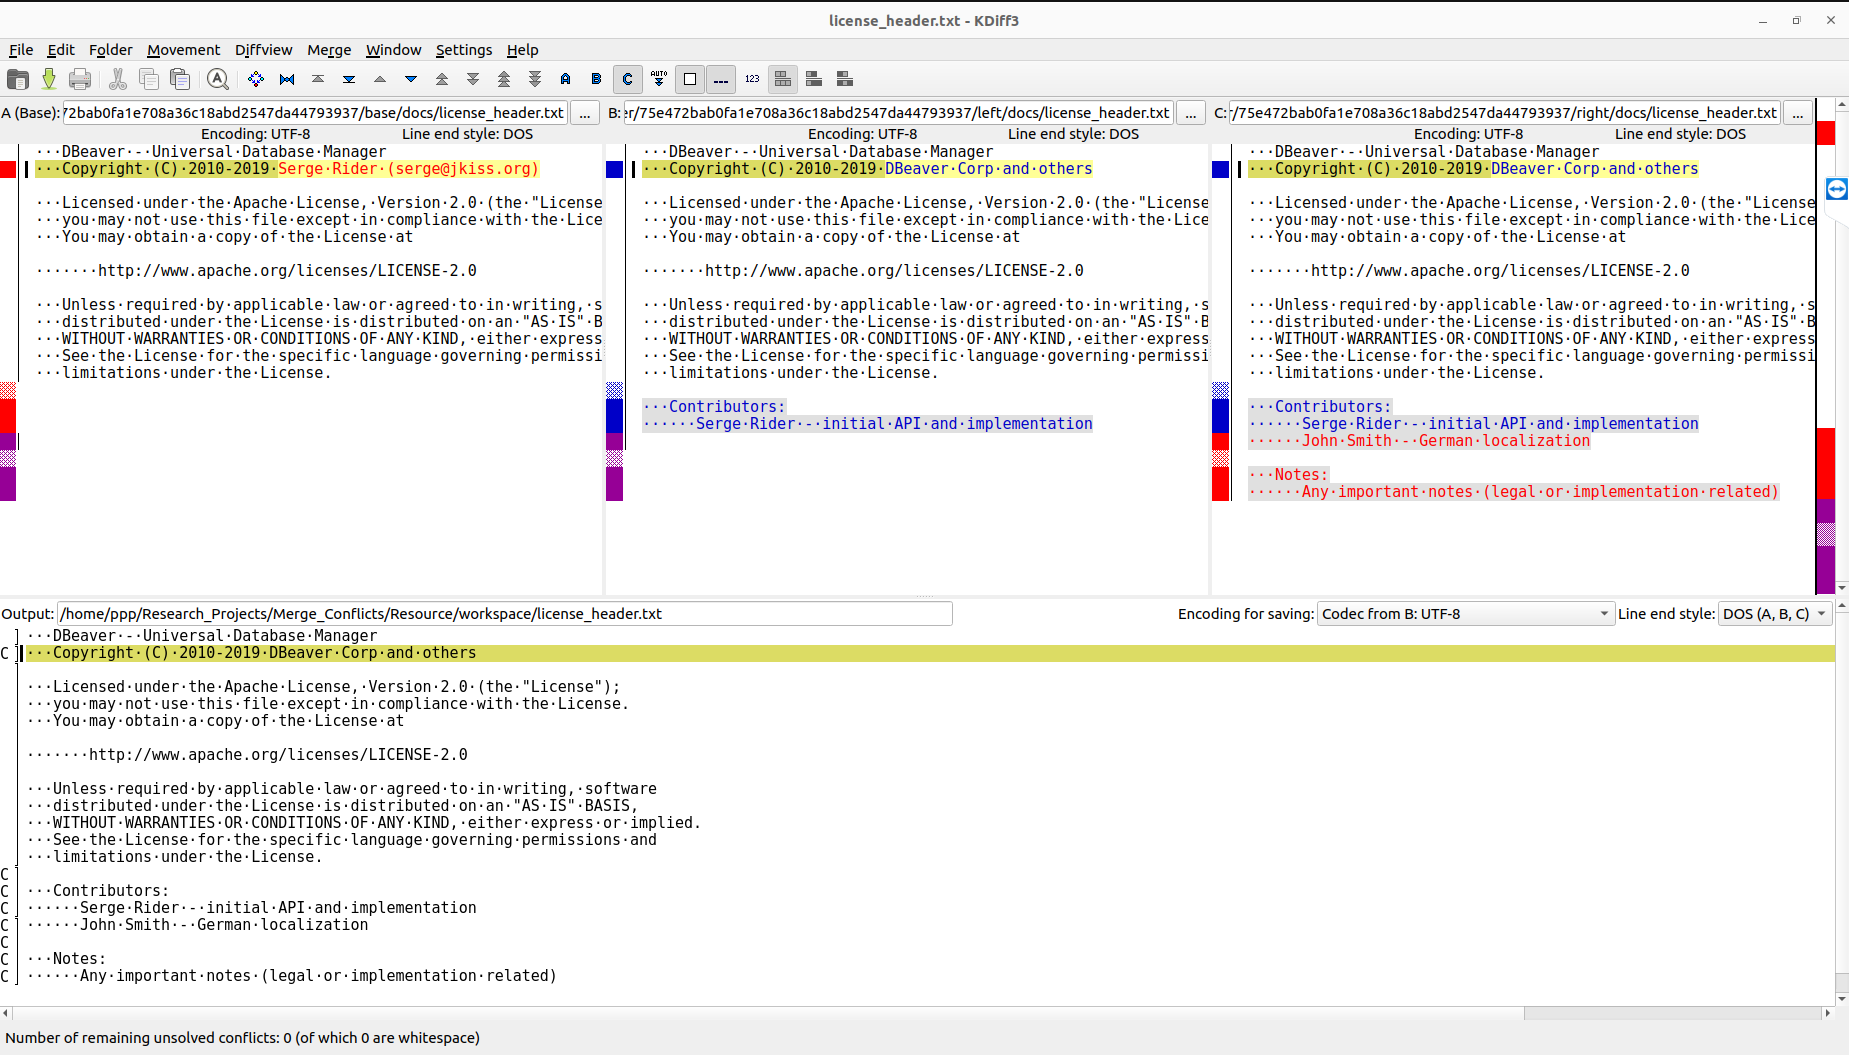 license_header.txt - KDiff3
File Edit Folder Movement Diffview Merge Window Settings Help
A B C AUTO 123
A (Base): 72bab0fa1e708a36c18abd2547da44793937/base/docs/license_header.txt ...
Encoding: UTF-8 Line end style: DOS
···DBeaver·-·Universal·Database·Manager
···Copyright·(C)·2010-2019·Serge·Rider·(serge@jkiss.org)
···Licensed·under·the·Apache·License,·Version·2.0·(the·"License
···you·may·not·use·this·file·except·in·compliance·with·the·Lice
···You·may·obtain·a·copy·of·the·License·at
·······http://www.apache.org/licenses/LICENSE-2.0
···Unless·required·by·applicable·law·or·agreed·to·in·writing,·s
···distributed·under·the·License·is·distributed·on·an·"AS·IS"·B
···WITHOUT·WARRANTIES·OR·CONDITIONS·OF·ANY·KIND,·either·express
···See·the·License·for·the·specific·language·governing·permissi
···limitations·under·the·License.
B: er/75e472bab0fa1e708a36c18abd2547da44793937/left/docs/license_header.txt ...
Encoding: UTF-8 Line end style: DOS
···DBeaver·-·Universal·Database·Manager
···Copyright·(C)·2010-2019·DBeaver·Corp·and·others
···Licensed·under·the·Apache·License,·Version·2.0·(the·"License
···you·may·not·use·this·file·except·in·compliance·with·the·Lice
···You·may·obtain·a·copy·of·the·License·at
·······http://www.apache.org/licenses/LICENSE-2.0
···Unless·required·by·applicable·law·or·agreed·to·in·writing,·s
···distributed·under·the·License·is·distributed·on·an·"AS·IS"·B
···WITHOUT·WARRANTIES·OR·CONDITIONS·OF·ANY·KIND,·either·express
···See·the·License·for·the·specific·language·governing·permissi
···limitations·under·the·License.
···Contributors:
······Serge·Rider·-·initial·API·and·implementation
C: r/75e472bab0fa1e708a36c18abd2547da44793937/right/docs/license_header.txt ...
Encoding: UTF-8 Line end style: DOS
···DBeaver·-·Universal·Database·Manager
···Copyright·(C)·2010-2019·DBeaver·Corp·and·others
···Licensed·under·the·Apache·License,·Version·2.0·(the·"License
···you·may·not·use·this·file·except·in·compliance·with·the·Lice
···You·may·obtain·a·copy·of·the·License·at
·······http://www.apache.org/licenses/LICENSE-2.0
···Unless·required·by·applicable·law·or·agreed·to·in·writing,·s
···distributed·under·the·License·is·distributed·on·an·"AS·IS"·B
···WITHOUT·WARRANTIES·OR·CONDITIONS·OF·ANY·KIND,·either·express
···See·the·License·for·the·specific·language·governing·permissi
···limitations·under·the·License.
···Contributors:
······Serge·Rider·-·initial·API·and·implementation
······John·Smith·-·German·localization
···Notes:
······Any·important·notes·(legal·or·implementation·related)
Output: /home/ppp/Research_Projects/Merge_Conflicts/Resource/workspace/license_header.txt Encoding for saving: Codec from B: UTF-8 Line end style: DOS (A, B, C)
···DBeaver·-·Universal·Database·Manager
C ···Copyright·(C)·2010-2019·DBeaver·Corp·and·others
···Licensed·under·the·Apache·License,·Version·2.0·(the·"License");
···you·may·not·use·this·file·except·in·compliance·with·the·License.
···You·may·obtain·a·copy·of·the·License·at
·······http://www.apache.org/licenses/LICENSE-2.0
···Unless·required·by·applicable·law·or·agreed·to·in·writing,·software
···distributed·under·the·License·is·distributed·on·an·"AS·IS"·BASIS,
···WITHOUT·WARRANTIES·OR·CONDITIONS·OF·ANY·KIND,·either·express·or·implied.
···See·the·License·for·the·specific·language·governing·permissions·and
···limitations·under·the·License.
C
C ···Contributors:
C ······Serge·Rider·-·initial·API·and·implementation
C ······John·Smith·-·German·localization
C
C ···Notes:
C ······Any·important·notes·(legal·or·implementation·related)
Number of remaining unsolved conflicts: 0 (of which 0 are whitespace)